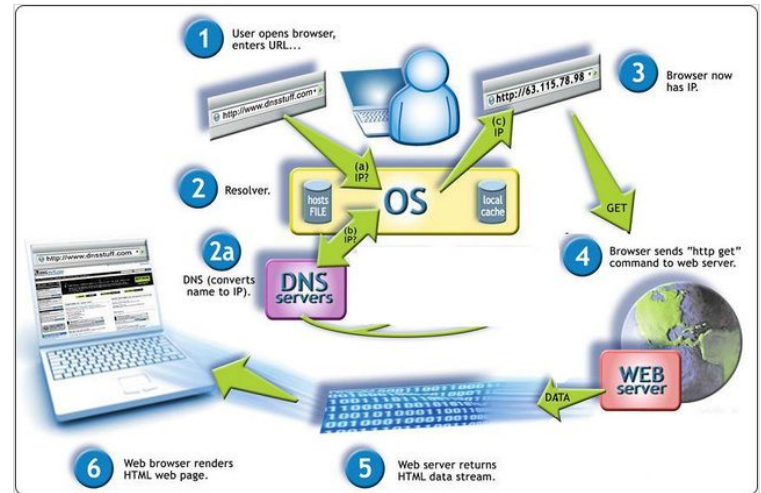 1
User opens browser,
enters URL...
http://www.dnsstuff.com
http://63.115.78.98
3
Browser now
has IP.
(a)
IP?
(c)
IP
2
Resolver.
hosts
FILE
OS
local
cache
GET
(b)
IP?
2a
DNS (converts
name to IP).
DNS
servers
4
Browser sends "http get"
command to web server.
http://www.dnsstuff.com
WEB
server
DATA
6
Web browser renders
HTML web page.
5
Web server returns
HTML data stream.